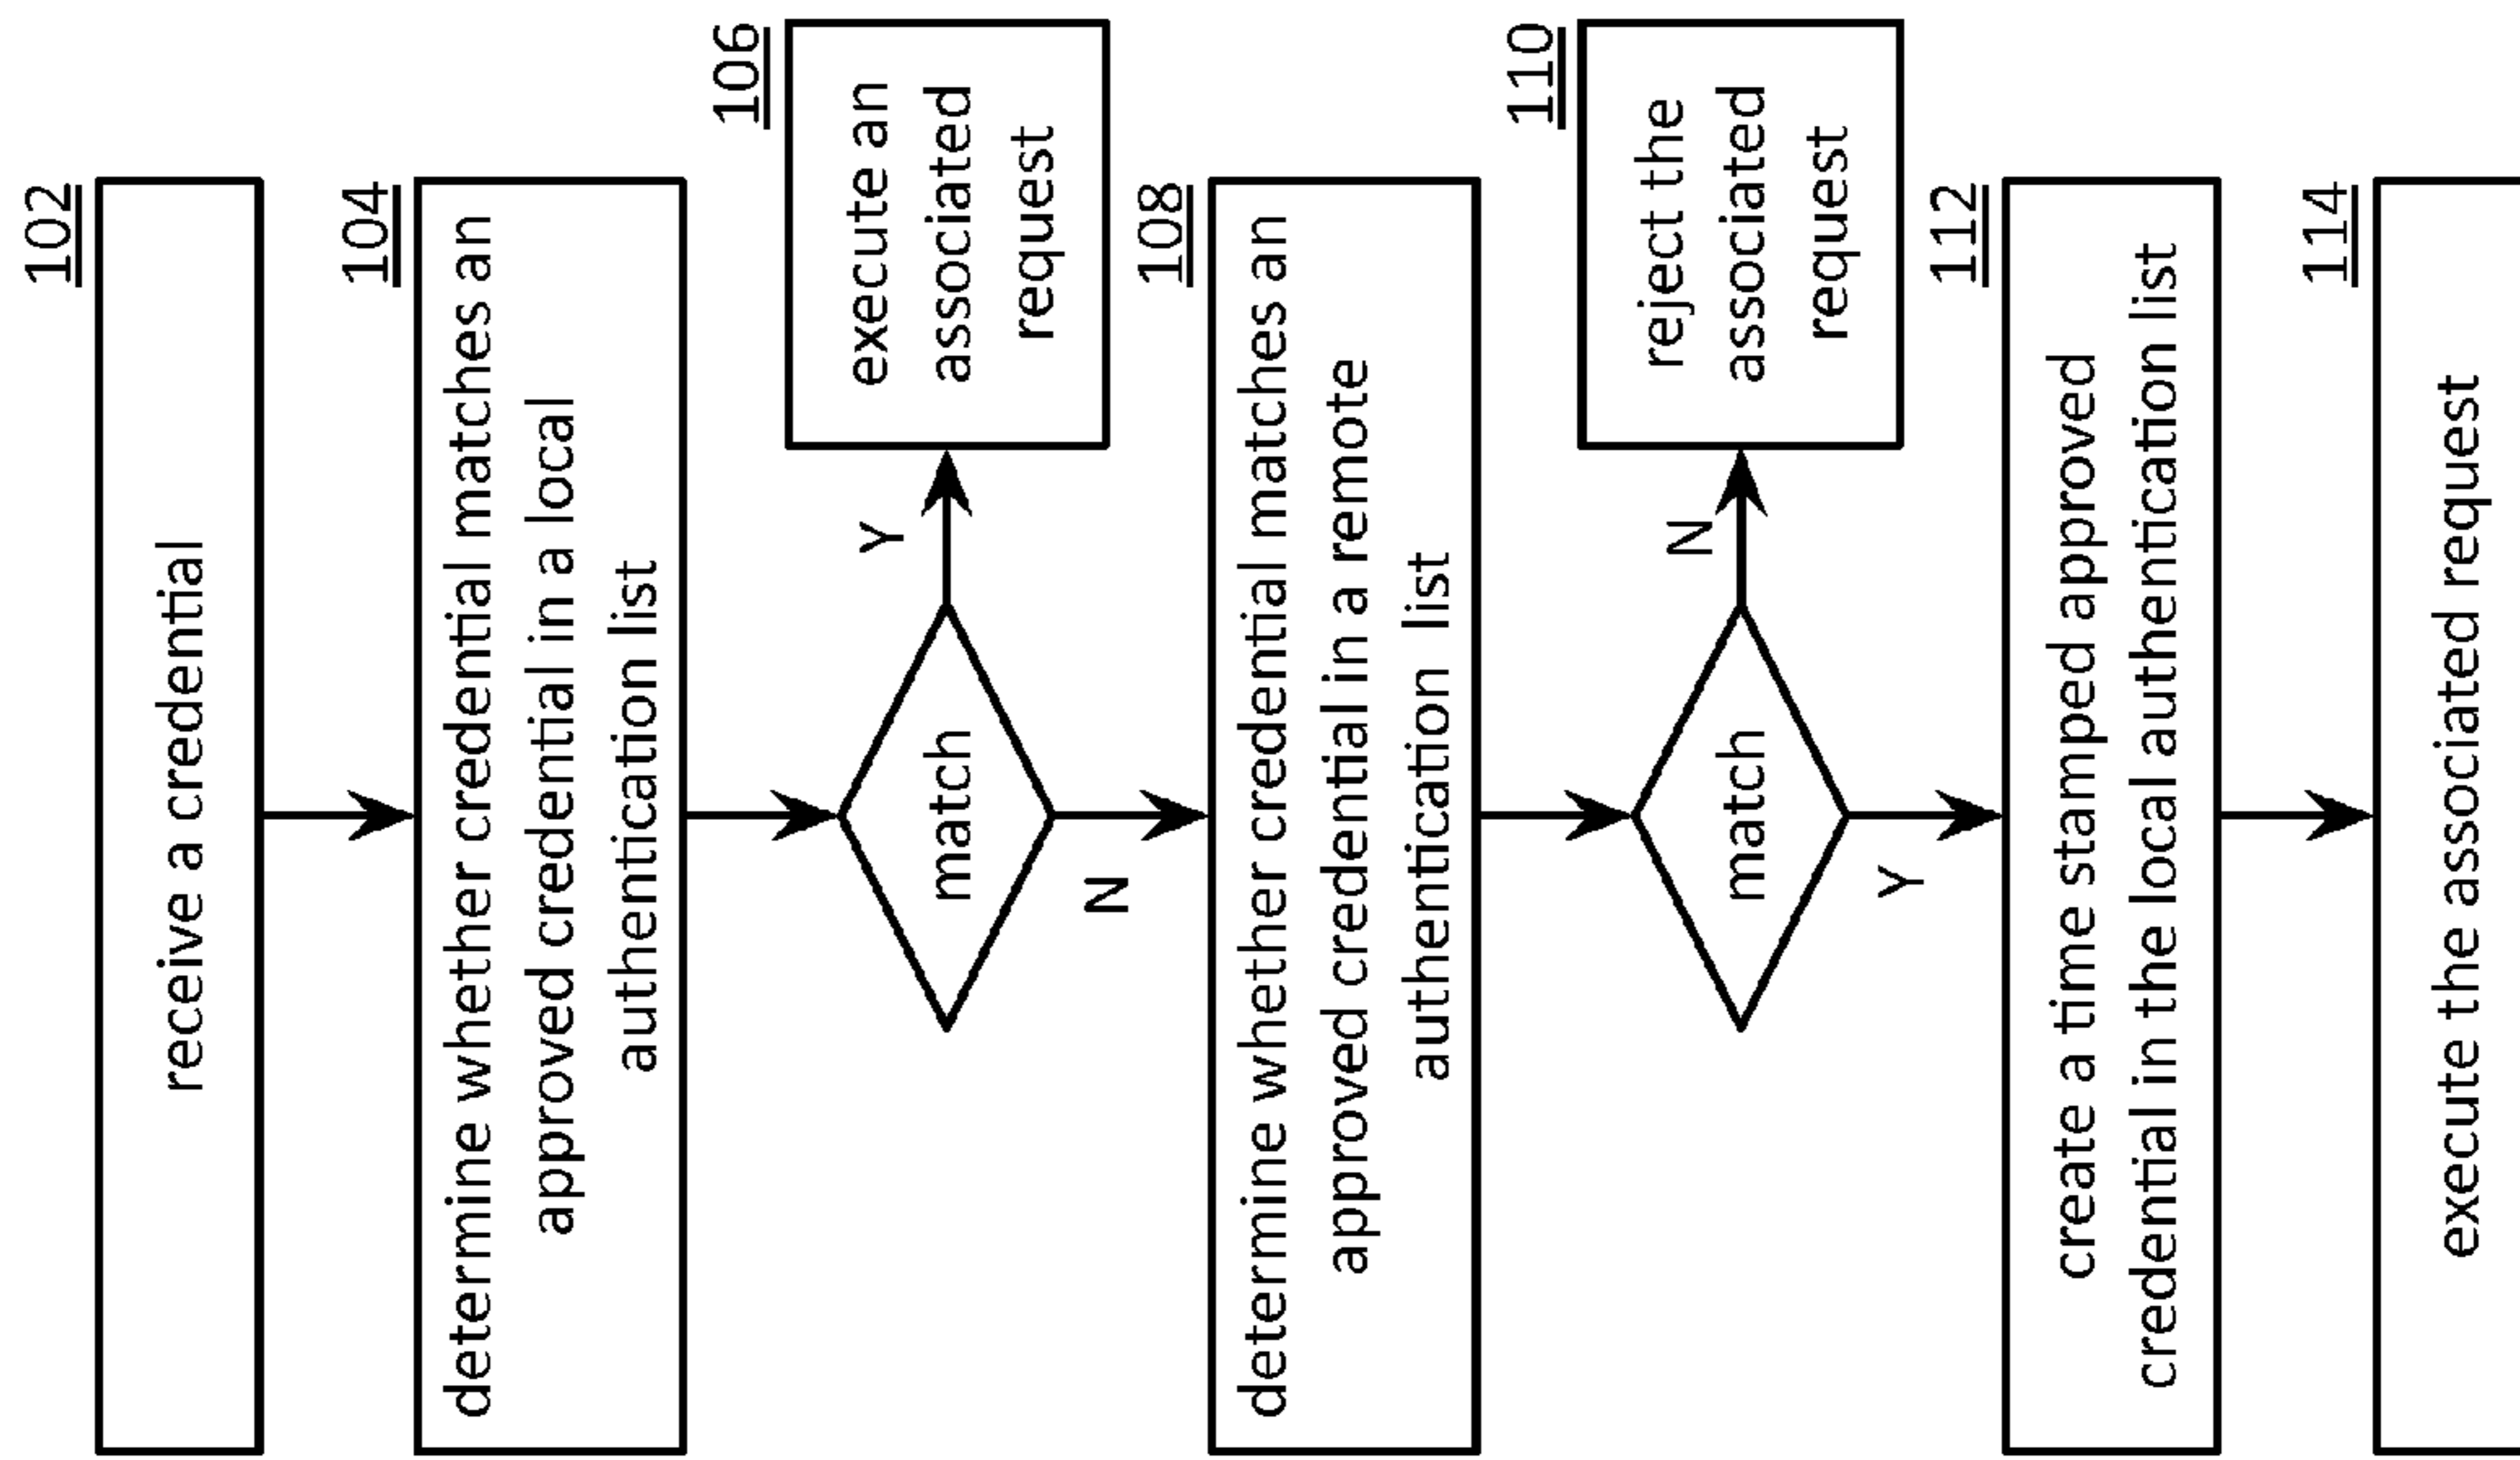 102
receive a credential
104
determine whether credential matches an
approved credential in a local
authentication list
106
execute an
associated
request
Y
match
N
108
determine whether credential matches an
approved credential in a remote
authentication list
110
reject the
associated
request
N
match
Y
112
create a time stamped approved
credential in the local authentication list
114
execute the associated request